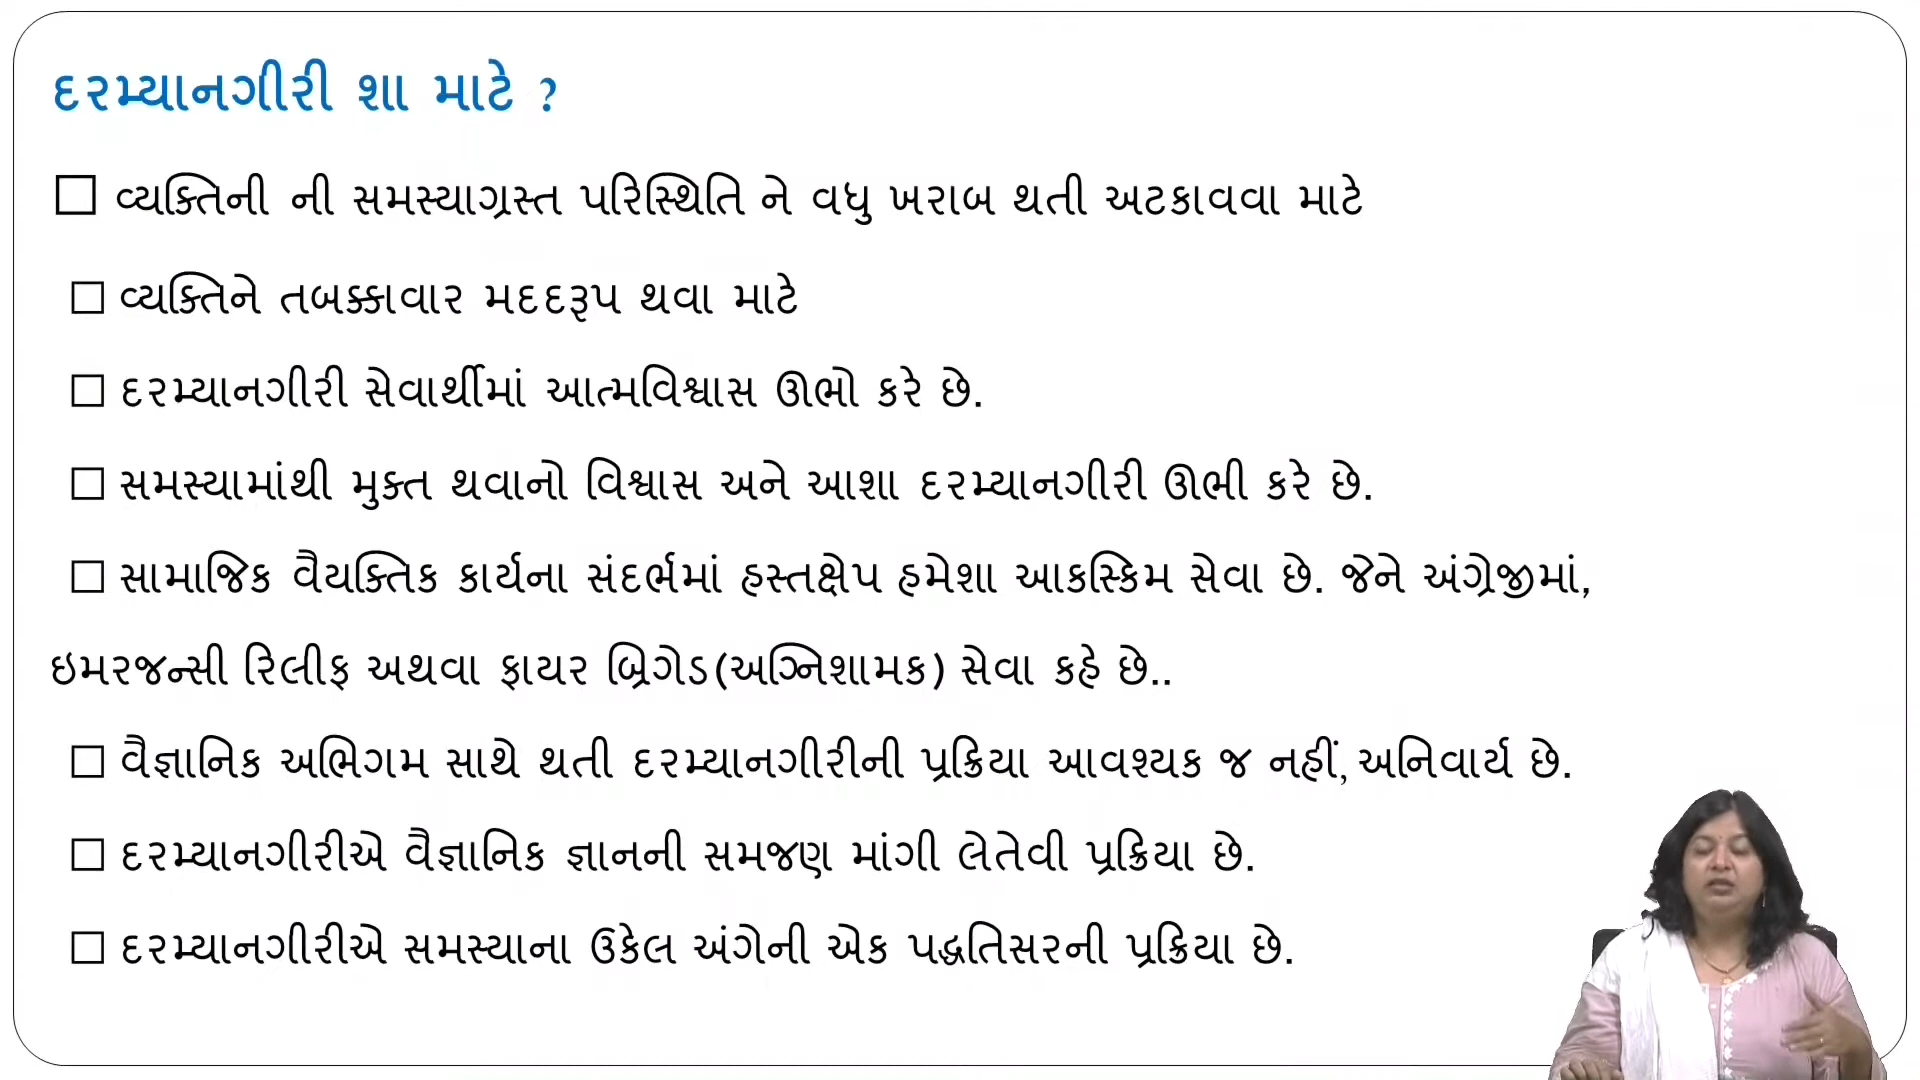 દરમ્યાનગીરી શા માટે ?
□ વ્યક્તિની ની સમસ્યાગ્રસ્ત પરિસ્થિતિ ને વધુ ખરાબ થતી અટકાવવા માટે
□ વ્યક્તિને તબક્કાવાર મદદરૂપ થવા માટે
□ દરમ્યાનગીરી સેવાર્થીમાં આત્મવિશ્વાસ ઊભો કરે છે.
□ સમસ્યામાંથી મુક્ત થવાનો વિશ્વાસ અને આશા દરમ્યાનગીરી ઊભી કરે છે.
□ સામાજિક વૈયક્તિક કાર્યના સંદર્ભમાં હસ્તક્ષેપ હમેશા આકસ્કિમ સેવા છે. જેને અંગ્રેજીમાં,
ઇમરજન્સી રિલીફ અથવા ફાયર બ્રિગેડ(અગ્નિશામક) સેવા કહે છે..
□ વૈજ્ઞાનિક અભિગમ સાથે થતી દરમ્યાનગીરીની પ્રક્રિયા આવશ્યક જ નહીં, અનિવાર્ય છે.
□ દરમ્યાનગીરીએ વૈજ્ઞાનિક જ્ઞાનની સમજણ માંગી લેતેવી પ્રક્રિયા છે.
□ દરમ્યાનગીરીએ સમસ્યાના ઉકેલ અંગેની એક પદ્ધતિસરની પ્રક્રિયા છે.